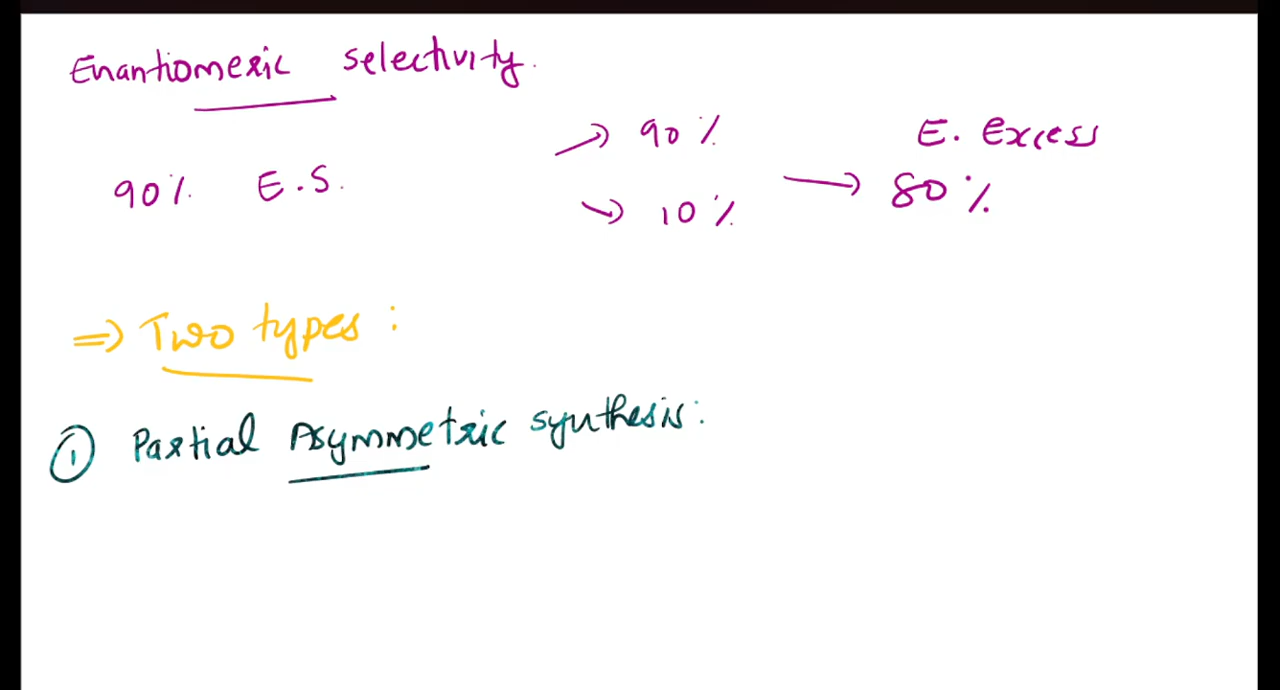 Enantiomeric selectivity.
90% E.S.
→ 90%
→ 10%
E. Excess
→ 80%
⇒ Two types:
① Partial Asymmetric synthesis: